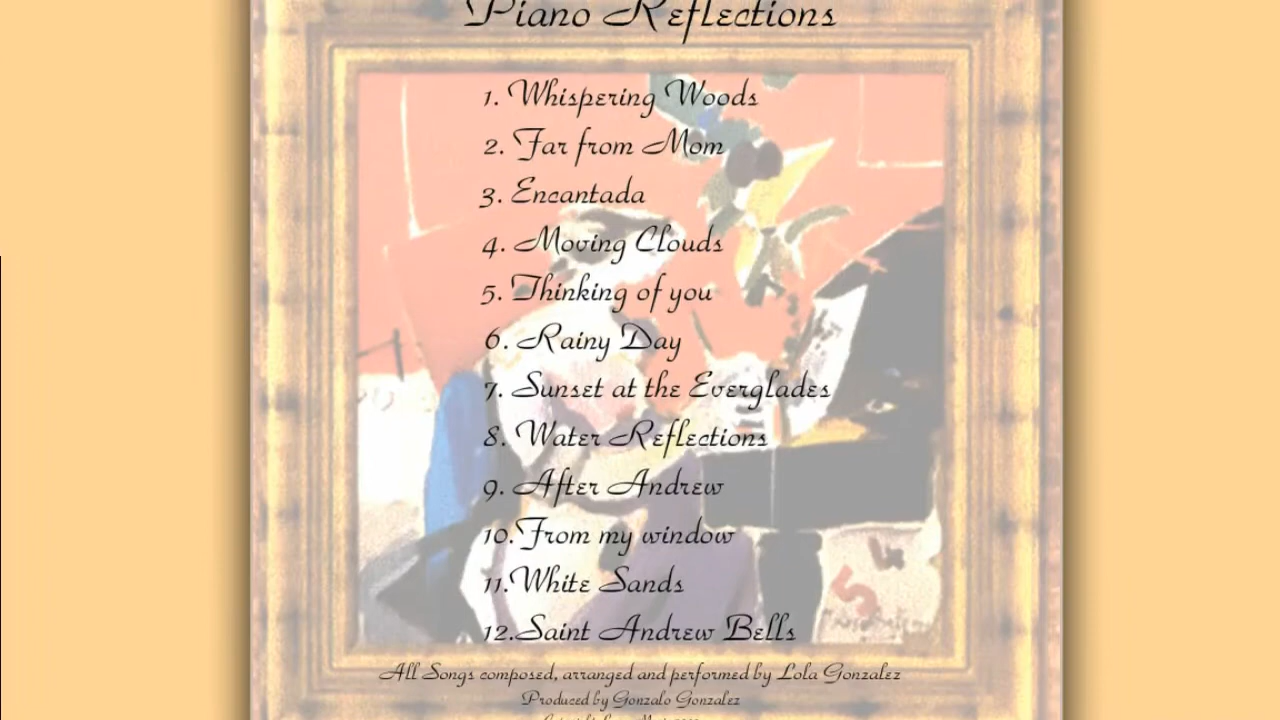 Piano Reflections
1. Whispering Woods
2. Far from Mom
3. Encantada
4. Moving Clouds
5. Thinking of you
6. Rainy Day
7. Sunset at the Everglades
8. Water Reflections
9. After Andrew
10.From my window
11.White Sands
12.Saint Andrew Bells
All Songs composed, arranged and performed by Lola Gonzalez
Produced by Gonzalo Gonzalez